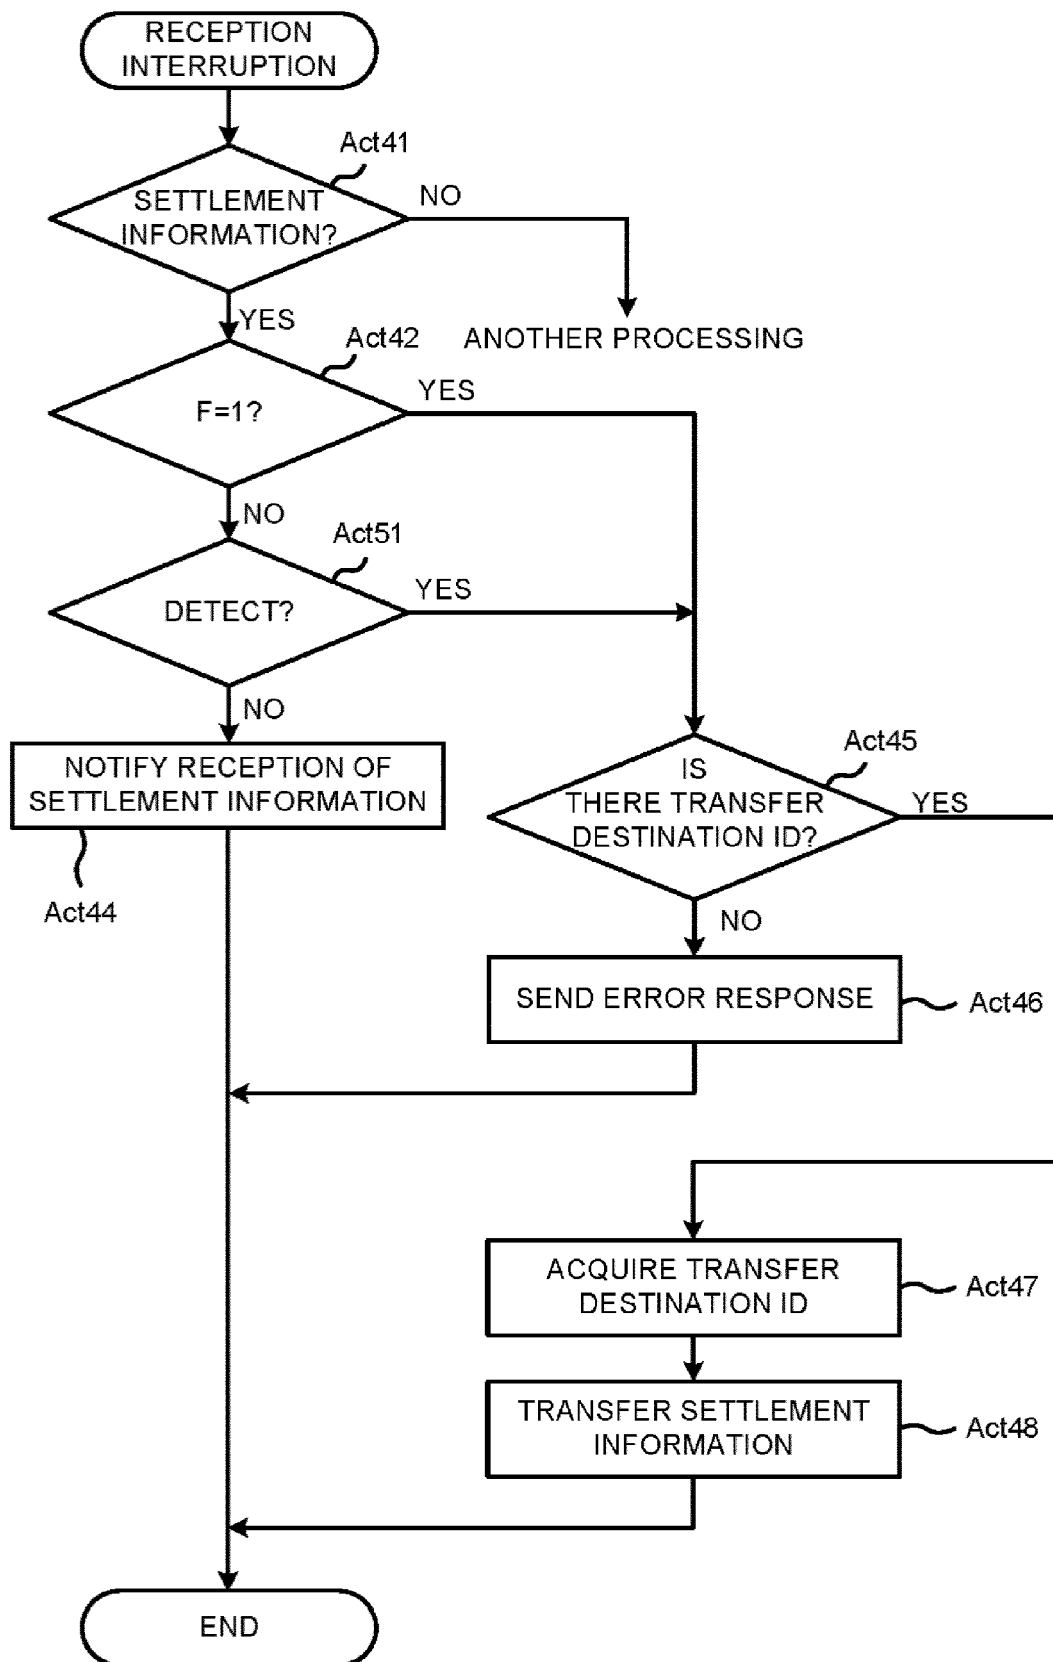 RECEPTION
INTERRUPTION
Act41
SETTLEMENT
INFORMATION?
NO
YES
ANOTHER PROCESSING
Act42
F=1?
YES
NO
Act51
DETECT?
YES
NO
NOTIFY RECEPTION OF
SETTLEMENT INFORMATION
Act44
Act45
IS
THERE TRANSFER
DESTINATION ID?
YES
NO
SEND ERROR RESPONSE
Act46
ACQUIRE TRANSFER
DESTINATION ID
Act47
TRANSFER SETTLEMENT
INFORMATION
Act48
END